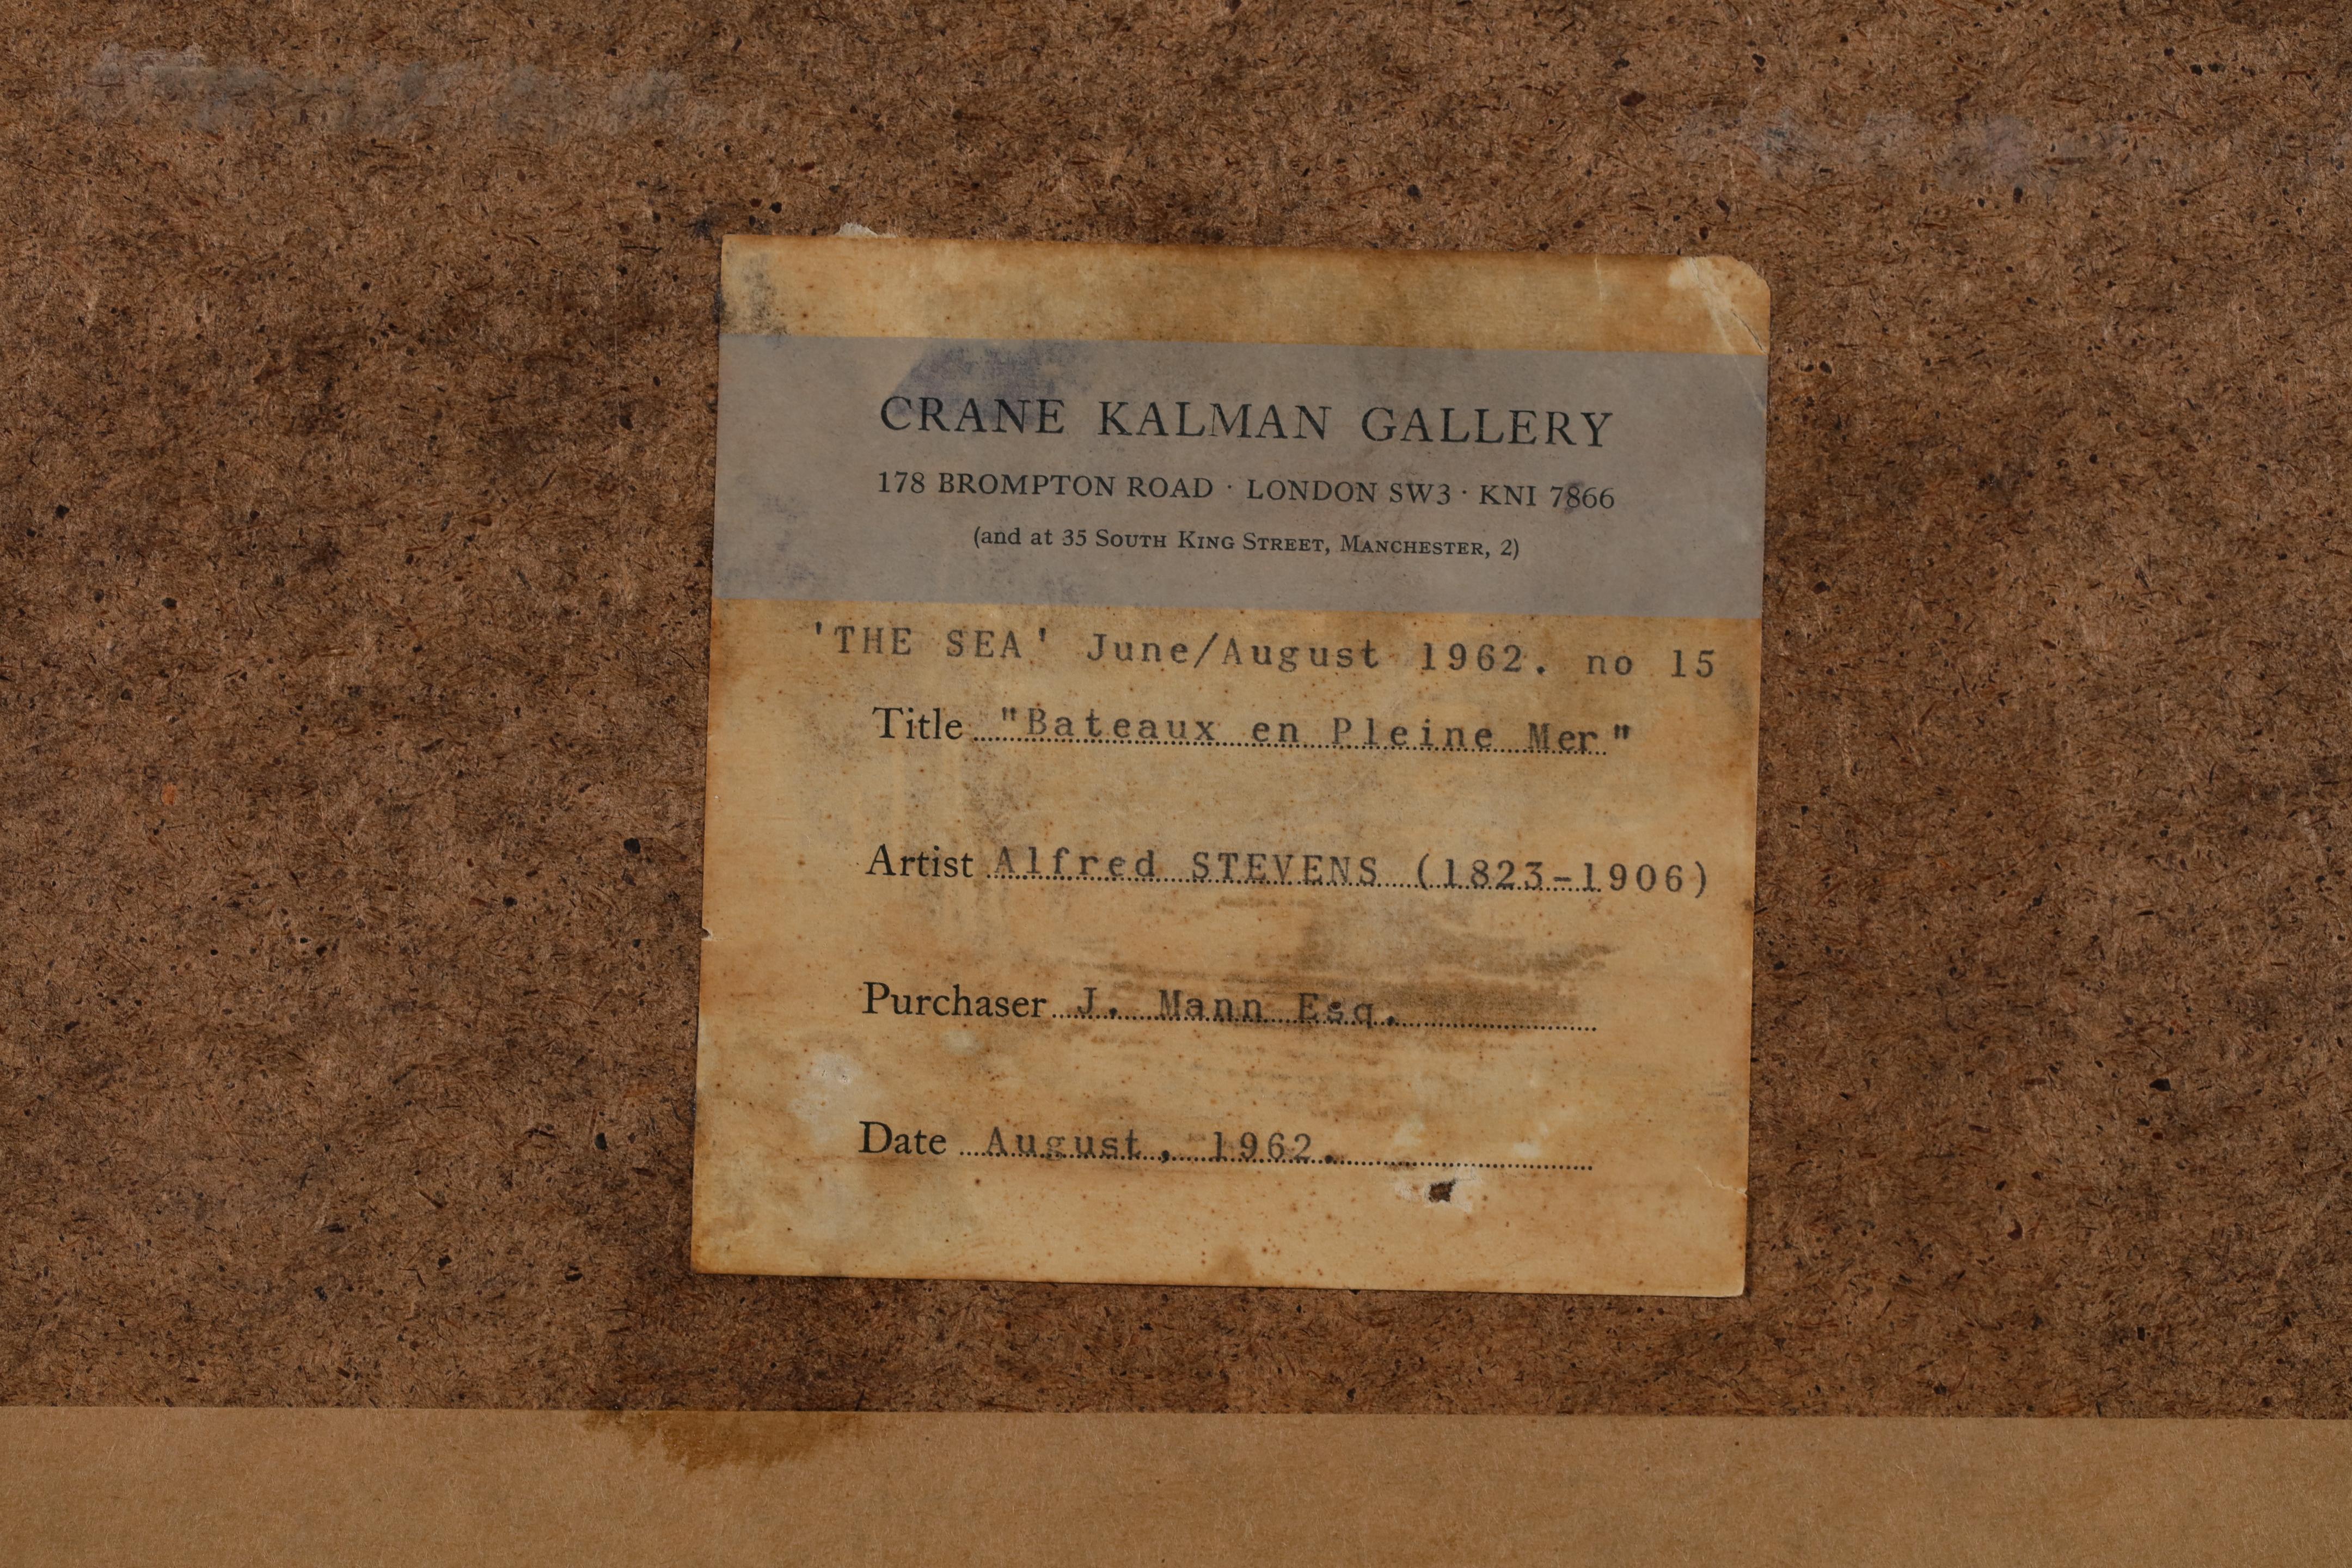 CRANE KALMAN GALLERY
178 BROMPTON ROAD · LONDON SW3 · KNI 7866
(and at 35 SOUTH KING STREET, MANCHESTER, 2)
'THE SEA' June/August 1962. no 15
Title "Bateaux en Pleine Mer"
Artist Alfred STEVENS (1823-1906)
Purchaser J. Mann Esq.
Date August, 1962.